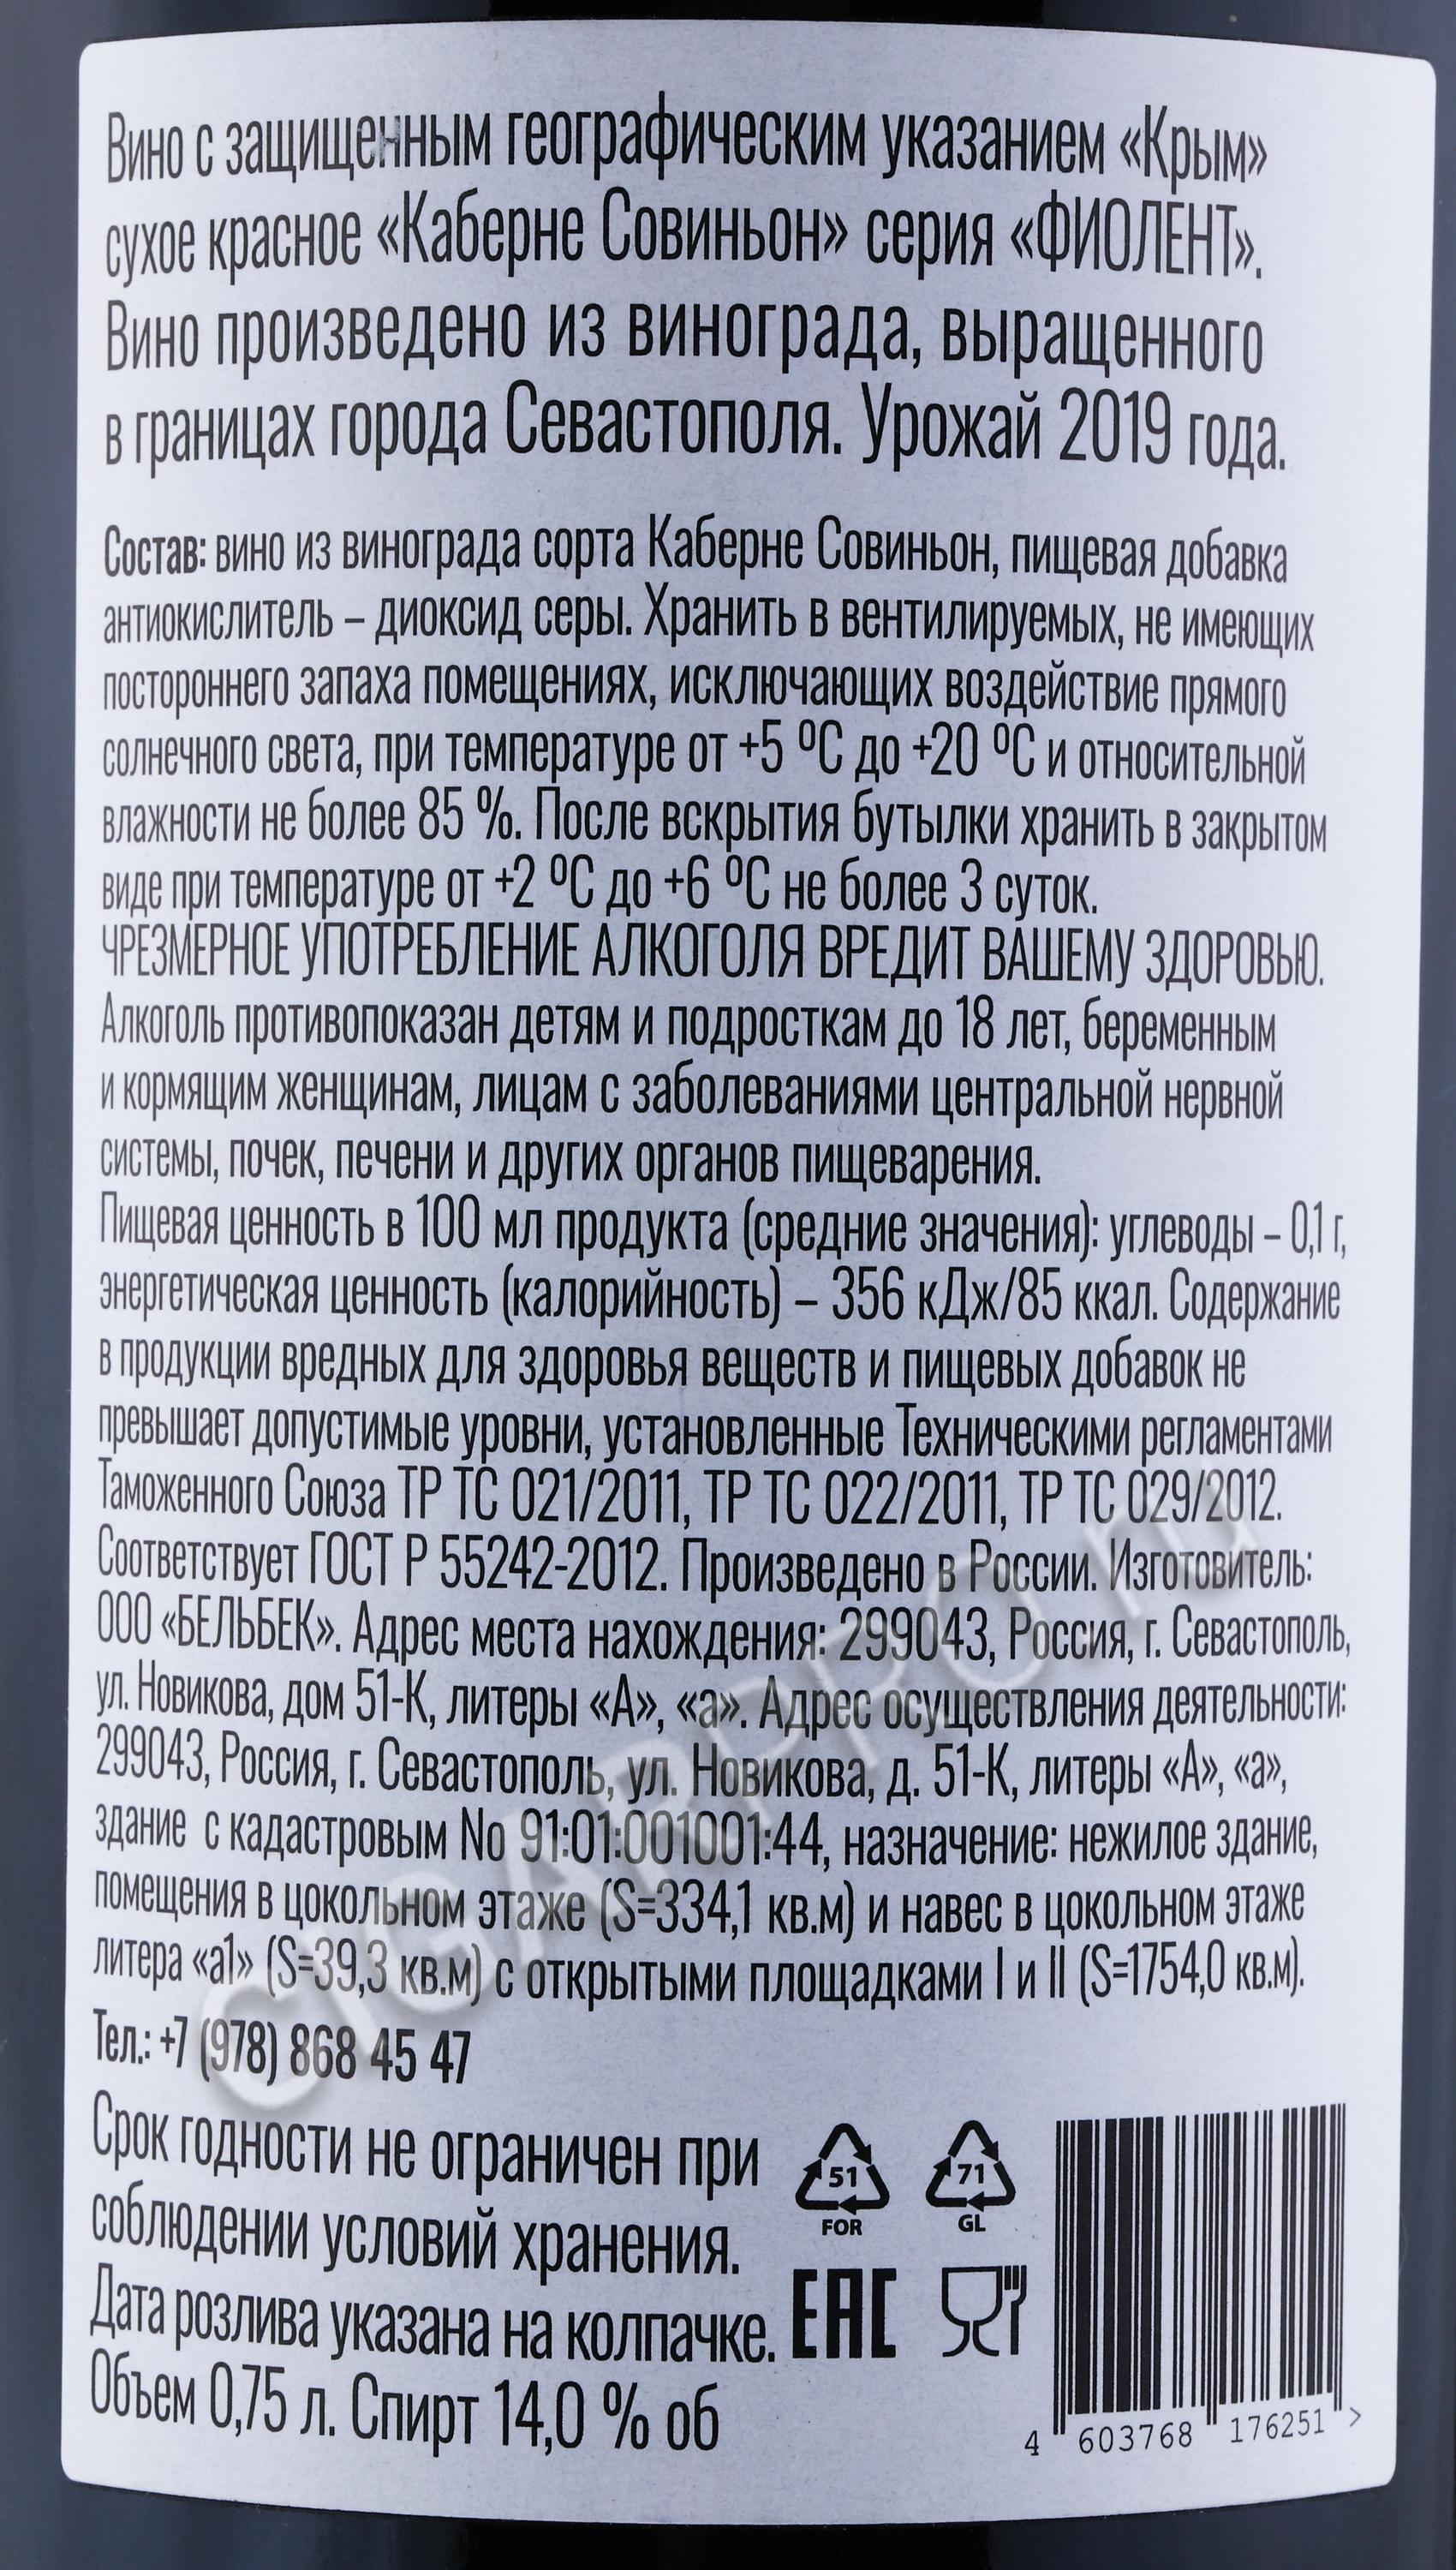 Вино с защищенным географическим указанием «Крым»
сухое красное «Каберне Совиньон» серия «ФИОЛЕНТ».
Вино произведено из винограда, выращенного
в границах города Севастополя. Урожай 2019 года.
Состав: вино из винограда сорта Каберне Совиньон, пищевая добавка
антиокислитель – диоксид серы. Хранить в вентилируемых, не имеющих
постороннего запаха помещениях, исключающих воздействие прямого
солнечного света, при температуре от +5 ºС до +20 ºС и относительной
влажности не более 85 %. После вскрытия бутылки хранить в закрытом
виде при температуре от +2 ºС до +6 ºС не более 3 суток.
ЧРЕЗМЕРНОЕ УПОТРЕБЛЕНИЕ АЛКОГОЛЯ ВРЕДИТ ВАШЕМУ ЗДОРОВЬЮ.
Алкоголь противопоказан детям и подросткам до 18 лет, беременным
и кормящим женщинам, лицам с заболеваниями центральной нервной
системы, почек, печени и других органов пищеварения.
Пищевая ценность в 100 мл продукта (средние значения): углеводы – 0,1 г,
энергетическая ценность (калорийность) – 356 кДж/85 ккал. Содержание
в продукции вредных для здоровья веществ и пищевых добавок не
превышает допустимые уровни, установленные Техническими регламентами
Таможенного Союза ТР ТС 021/2011, ТР ТС 022/2011, ТР ТС 029/2012.
Соответствует ГОСТ Р 55242-2012. Произведено в России. Изготовитель:
ООО «БЕЛЬБЕК». Адрес места нахождения: 299043, Россия, г. Севастополь,
ул. Новикова, дом 51-К, литеры «А», «а». Адрес осуществления деятельности:
299043, Россия, г. Севастополь, ул. Новикова, д. 51-К, литеры «А», «а»,
здание с кадастровым No 91:01:001001:44, назначение: нежилое здание,
помещения в цокольном этаже (S=334,1 кв.м) и навес в цокольном этаже
литера «а1» (S=39,3 кв.м) с открытыми площадками I и II (S=1754,0 кв.м).
Тел.: +7 (978) 868 45 47
Срок годности не ограничен при
соблюдении условий хранения.
Дата розлива указана на колпачке.
Объем 0,75 л. Спирт 14,0 % об
51
FOR
71
GL
EAC
4 603768 176251 >
CIGARPRO.ru